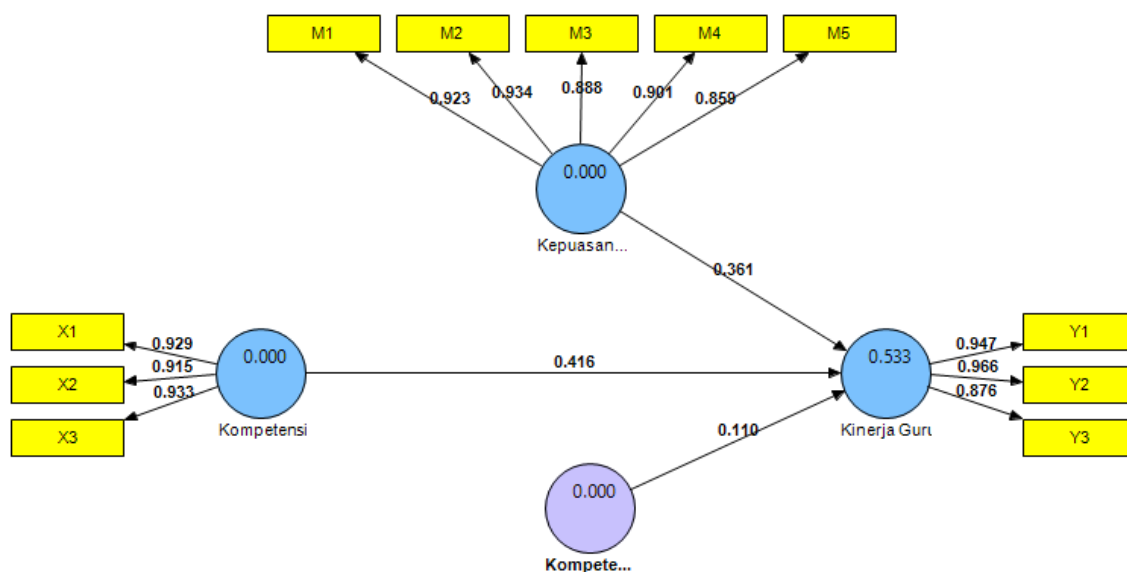 M1
M2
M3
M4
M5
0.923
0.934
0.888
0.901
0.859
0.000
Kepuasan...
0.361
X1
X2
X3
0.929
0.915
0.933
0.000
Kompetensi
0.416
0.533
Kinerja Guru
0.947
0.966
0.876
Y1
Y2
Y3
0.110
0.000
Kompete...